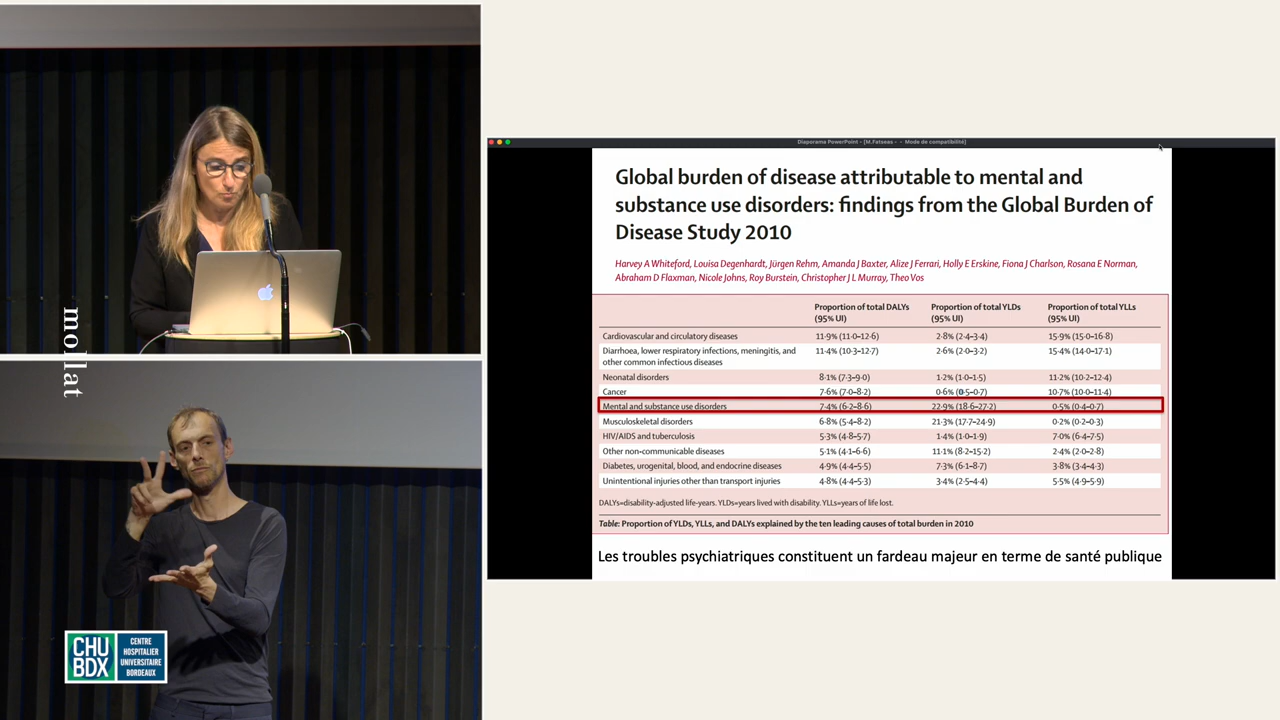 mollat
CHU
BDX
CENTRE
HOSPITALIER
UNIVERSITAIRE
BORDEAUX
Diaporama PowerPoint - [M.Fatseas - - Mode de compatibilité]
Global burden of disease attributable to mental and
substance use disorders: findings from the Global Burden of
Disease Study 2010
Harvey A Whiteford, Louisa Degenhardt, Jürgen Rehm, Amanda J Baxter, Alize J Ferrari, Holly E Erskine, Fiona J Charlson, Rosana E Norman,
Abraham D Flaxman, Nicole Johns, Roy Burstein, Christopher J L Murray, Theo Vos
Proportion of total DALYs Proportion of total YLDs Proportion of total YLLs
(95% UI) (95% UI) (95% UI)
Cardiovascular and circulatory diseases 11·9% (11·0–12·6) 2·8% (2·4–3·4) 15·9% (15·0–16·8)
Diarrhoea, lower respiratory infections, meningitis, and 11·4% (10·3–12·7) 2·6% (2·0–3·2) 15·4% (14·0–17·1)
other common infectious diseases
Neonatal disorders 8·1% (7·3–9·0) 1·2% (1·0–1·5) 11·2% (10·2–12·4)
Cancer 7·6% (7·0–8·2) 0·6% (0·5–0·7) 10·7% (10·0–11·4)
Mental and substance use disorders 7·4% (6·2–8·6) 22·9% (18·6–27·2) 0·5% (0·4–0·7)
Musculoskeletal disorders 6·8% (5·4–8·2) 21·3% (17·7–24·9) 0·2% (0·2–0·3)
HIV/AIDS and tuberculosis 5·3% (4·8–5·7) 1·4% (1·0–1·9) 7·0% (6·4–7·5)
Other non-communicable diseases 5·1% (4·1–6·6) 11·1% (8·2–15·2) 2·4% (2·0–2·8)
Diabetes, urogenital, blood, and endocrine diseases 4·9% (4·4–5·5) 7·3% (6·1–8·7) 3·8% (3·4–4·3)
Unintentional injuries other than transport injuries 4·8% (4·4–5·3) 3·4% (2·5–4·4) 5·5% (4·9–5·9)
DALYs=disability-adjusted life-years. YLDs=years lived with disability. YLLs=years of life lost.
Table: Proportion of YLDs, YLLs, and DALYs explained by the ten leading causes of total burden in 2010
Les troubles psychiatriques constituent un fardeau majeur en terme de santé publique